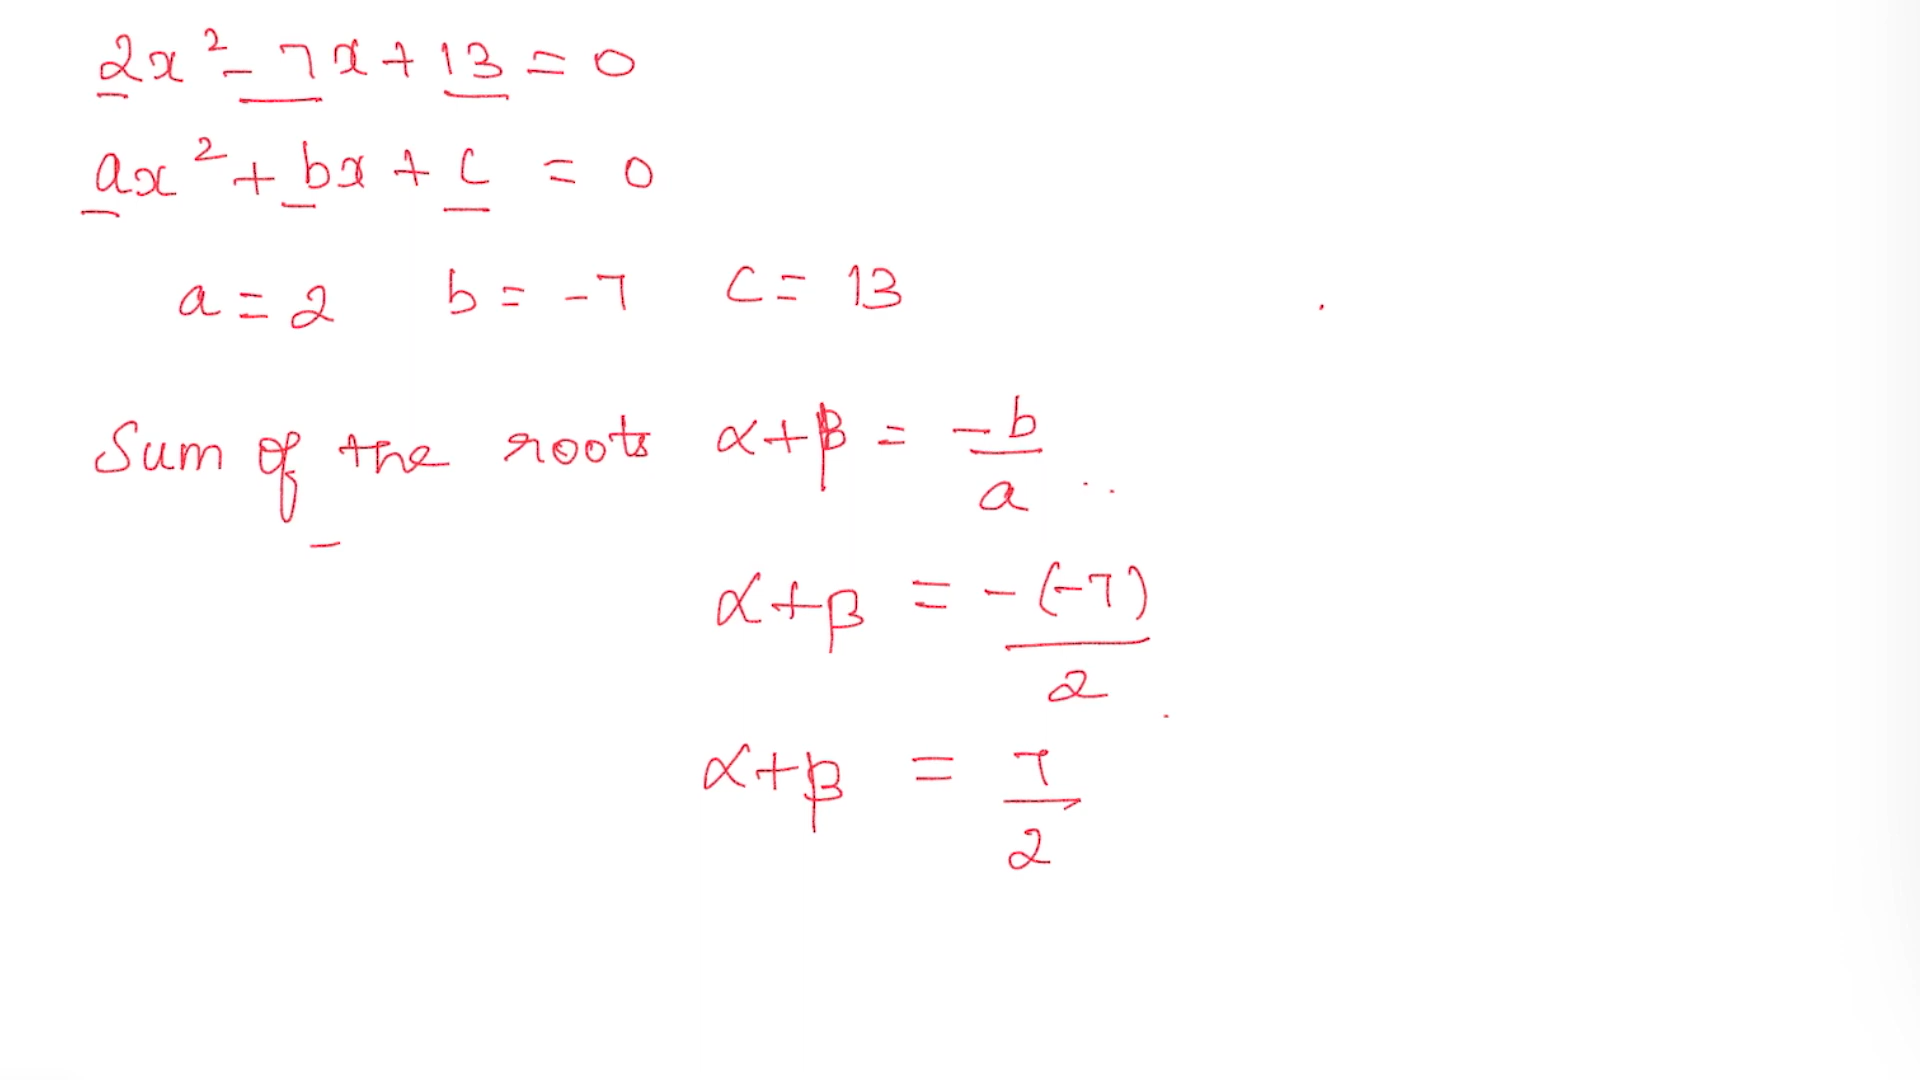 2x² - 7x + 13 = 0
ax² + bx + c = 0
a = 2 b = -7 c = 13
Sum of the roots α+β = -b/a
α+β = -(-7)/2
α+β = 7/2